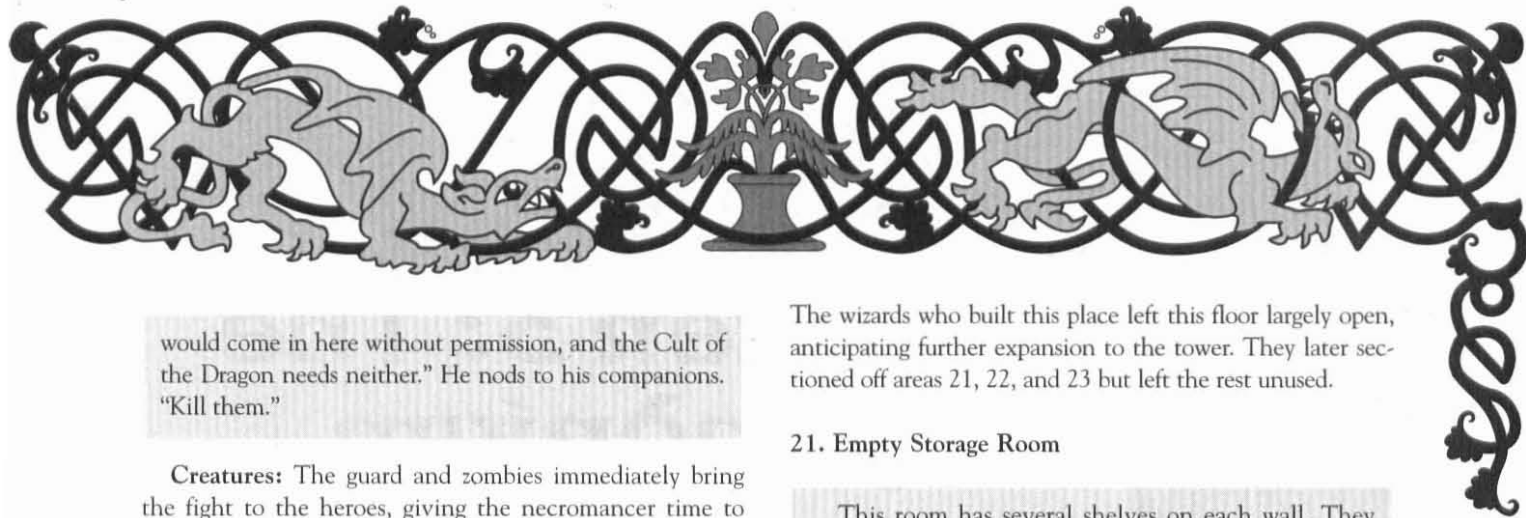 would come in here without permission, and the Cult of
the Dragon needs neither.” He nods to his companions.
“Kill them.”
Creatures: The guard and zombies immediately bring
the fight to the heroes, giving the necromancer time to
The wizards who built this place left this floor largely open,
anticipating further expansion to the tower. They later sec-
tioned off areas 21, 22, and 23 but left the rest unused.
21. Empty Storage Room
This room has several shelves on each wall. They